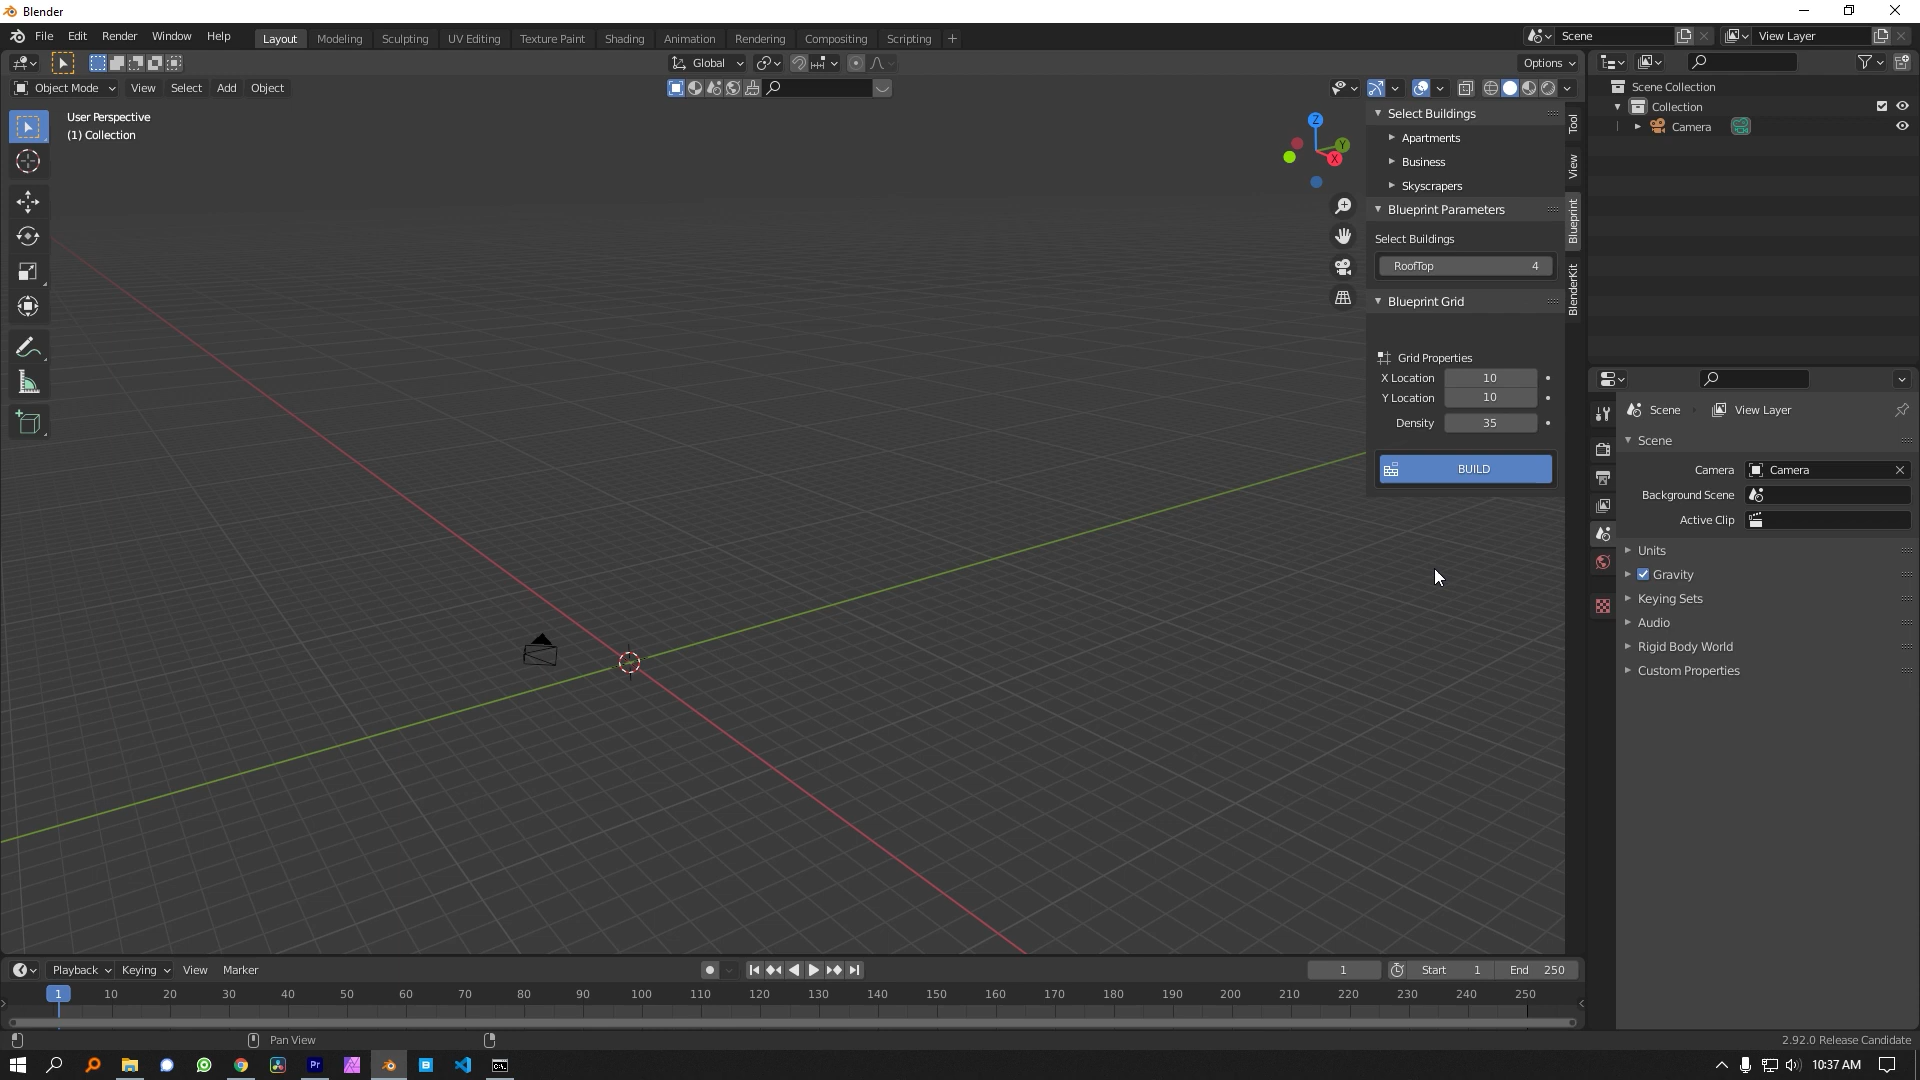 Blender
File Edit Render Window Help Layout Modeling Sculpting UV Editing Texture Paint Shading Animation Rendering Compositing Scripting + Scene View Layer
Global Options
Object Mode View Select Add Object
User Perspective
(1) Collection
Z
Y
X
Select Buildings
Apartments
Business
Skyscrapers
Blueprint Parameters
Select Buildings
RoofTop 4
Blueprint Grid
Grid Properties
X Location 10
Y Location 10
Density 35
BUILD
Tool
View
Blueprint
BlenderKit
Scene Collection
Collection
Camera
Scene View Layer
Scene
Camera Camera
Background Scene
Active Clip
Units
Gravity
Keying Sets
Audio
Rigid Body World
Custom Properties
Playback Keying View Marker 1 Start 1 End 250
1 10 20 30 40 50 60 70 80 90 100 110 120 130 140 150 160 170 180 190 200 210 220 230 240 250
Pan View 2.92.0 Release Candidate
Pr
10:37 AM